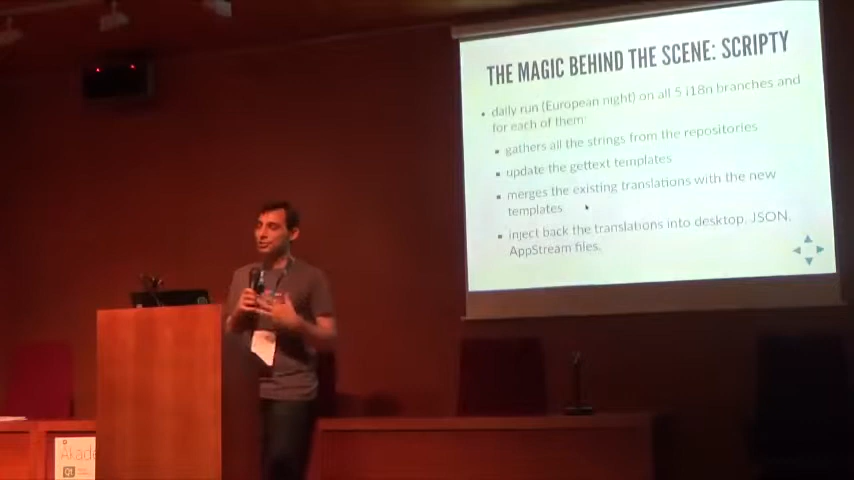 THE MAGIC BEHIND THE SCENE: SCRIPTY
• daily run (European night) on all 5 i18n branches and
for each of them:
▪ gathers all the strings from the repositories
▪ update the gettext templates
▪ merges the existing translations with the new
templates
▪ inject back the translations into desktop, JSON,
AppStream files.
Akade
Qt